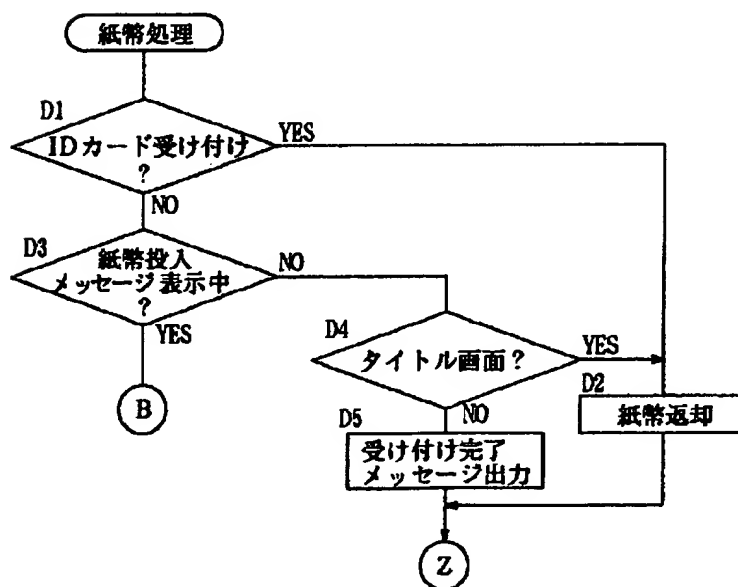 紙幣処理
D1
IDカード受け付け
?
YES
NO
D3
紙幣投入
メッセージ表示中
?
NO
YES
D4
タイトル画面?
YES
D2
紙幣返却
NO
D5
受け付け完了
メッセージ出力
B
Z